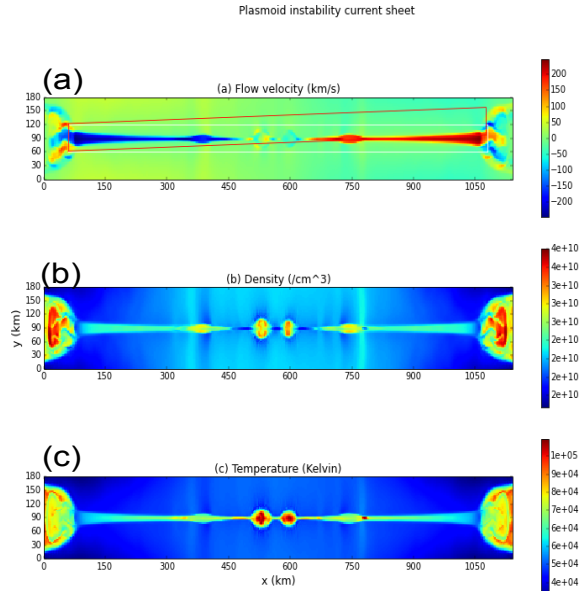 Plasmoid instability current sheet
(a)
(a) Flow velocity (km/s)
180
150
120
90
60
30
0
0 150 300 450 600 750 900 1050
200
150
100
50
0
−50
−100
−150
−200
(b)
(b) Density (/cm^3)
y (km)
180
150
120
90
60
30
0
0 150 300 450 600 750 900 1050
4e+10
4e+10
3e+10
3e+10
3e+10
2e+10
2e+10
2e+10
2e+10
(c)
(c) Temperature (Kelvin)
180
150
120
90
60
30
0
0 150 300 450 600 750 900 1050
x (km)
1e+05
9e+04
8e+04
7e+04
6e+04
5e+04
4e+04